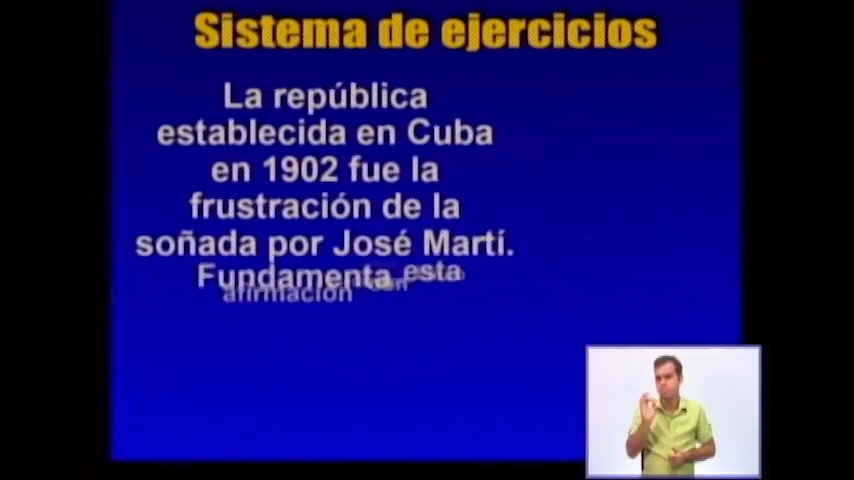 Sistema de ejercicios
La república
establecida en Cuba
en 1902 fue la
frustración de la
soñada por José Martí.
Fundamenta esta
afirmación con